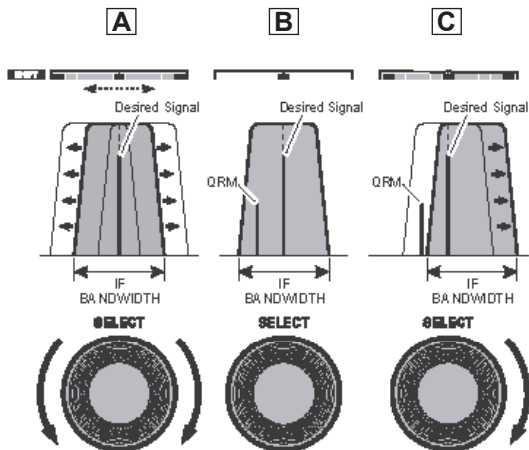 A B C
SHIFT
Desired Signal Desired Signal Desired Signal
QRM QRM
IF IF IF
BANDWIDTH BANDWIDTH BANDWIDTH
SELECT SELECT SELECT